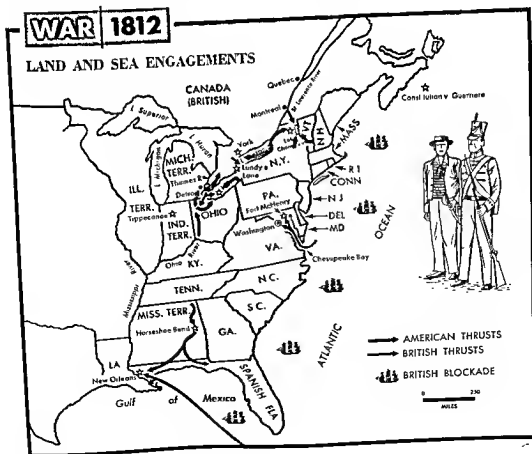 WAR 1812
LAND AND SEA ENGAGEMENTS
CANADA
(BRITISH)
Quebec
St Lawrence River
Montreal
Constitution v Guerriere
L. Superior
L. Huron
L. Michigan
York
MICH.
TERR.
Thames
Detroit
Lundy
Lane
N.Y.
VT
N H
MASS
R I
CONN
N J
DEL
MD
PA.
Fort McHenry
Washington
ILL.
TERR.
Tippecanoe
IND.
TERR.
OHIO
Ohio River
KY.
VA.
Chesapeake Bay
OCEAN
ATLANTIC
Mississippi
River
TENN.
N.C.
S C.
MISS. TERR.
Horseshoe Bend
GA.
LA
New Orleans
SPANISH FLA
Gulf of Mexico
AMERICAN THRUSTS
BRITISH THRUSTS
BRITISH BLOCKADE
0 250
MILES